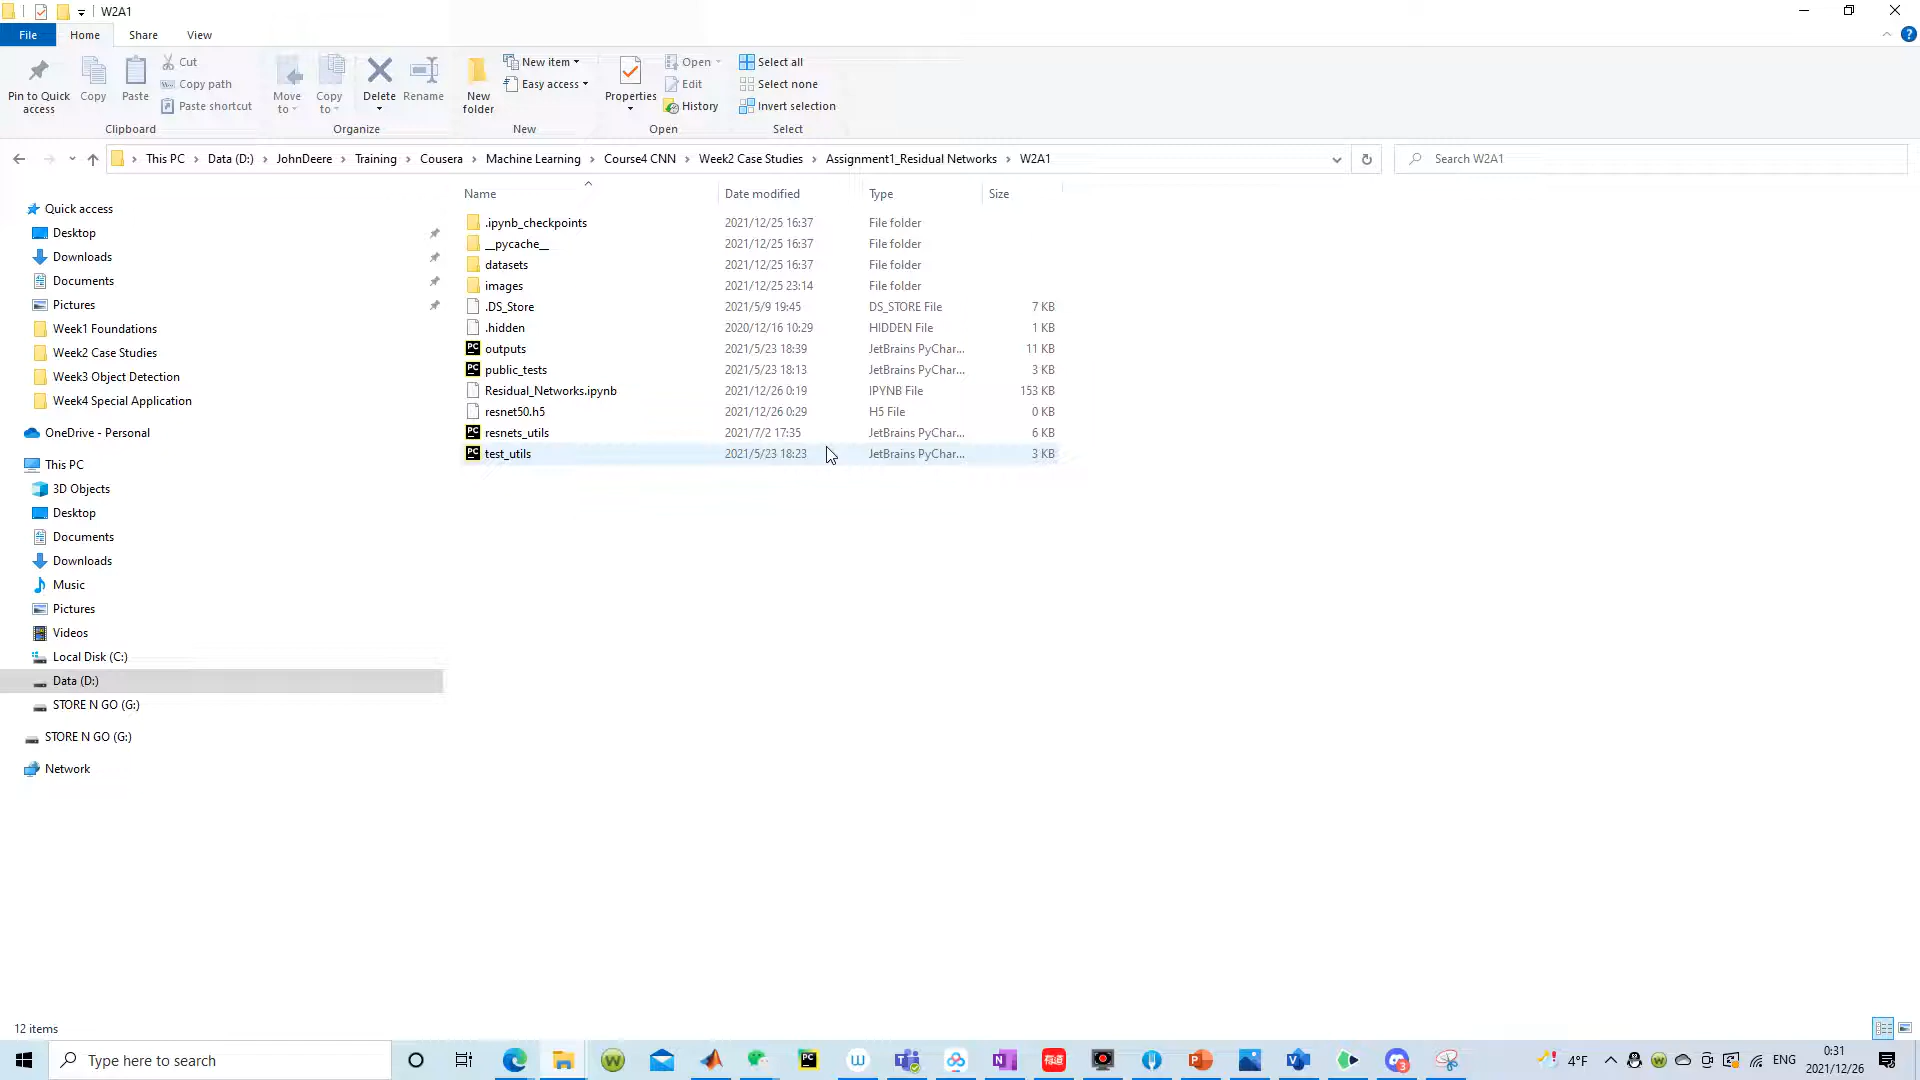 W2A1
File Home Share View
Pin to Quick access
Copy
Paste
Cut
Copy path
Paste shortcut
Clipboard
Move to
Copy to
Delete
Rename
Organize
New folder
New item
Easy access
New
Properties
Open
Edit
History
Open
Select all
Select none
Invert selection
Select
This PC > Data (D:) > JohnDeere > Training > Cousera > Machine Learning > Course4 CNN > Week2 Case Studies > Assignment1_Residual Networks > W2A1
Search W2A1
Quick access
Desktop
Downloads
Documents
Pictures
Week1 Foundations
Week2 Case Studies
Week3 Object Detection
Week4 Special Application
OneDrive - Personal
This PC
3D Objects
Desktop
Documents
Downloads
Music
Pictures
Videos
Local Disk (C:)
Data (D:)
STORE N GO (G:)
STORE N GO (G:)
Network
Name Date modified Type Size
.ipynb_checkpoints 2021/12/25 16:37 File folder
__pycache__ 2021/12/25 16:37 File folder
datasets 2021/12/25 16:37 File folder
images 2021/12/25 23:14 File folder
.DS_Store 2021/5/9 19:45 DS_STORE File 7 KB
.hidden 2020/12/16 10:29 HIDDEN File 1 KB
outputs 2021/5/23 18:39 JetBrains PyChar... 11 KB
public_tests 2021/5/23 18:13 JetBrains PyChar... 3 KB
Residual_Networks.ipynb 2021/12/26 0:19 IPYNB File 153 KB
resnet50.h5 2021/12/26 0:29 H5 File 0 KB
resnets_utils 2021/7/2 17:35 JetBrains PyChar... 6 KB
test_utils 2021/5/23 18:23 JetBrains PyChar... 3 KB
12 items
Type here to search
4°F
ENG
0:31
2021/12/26